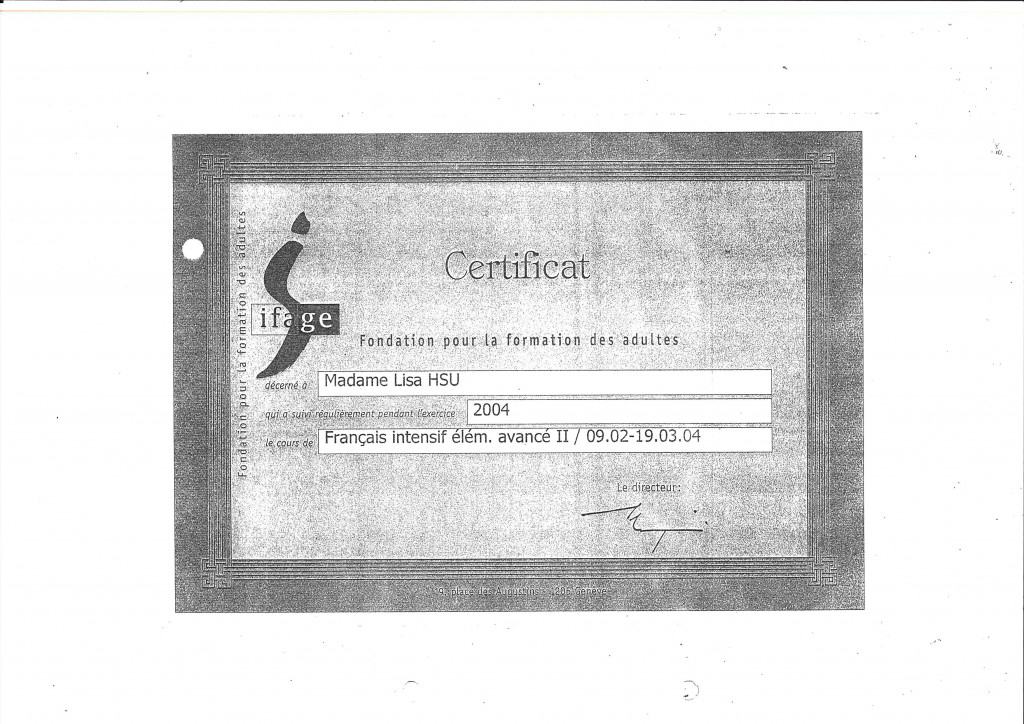 Certificat
Fondation pour la formation des adultes
ifage
Fondation pour la formation des adultes
décerné à Madame Lisa HSU
qui a suivi régulièrement pendant l'exercice 2004
le cours de Français intensif élém. avancé II / 09.02-19.03.04
Le directeur:
place des Augustins Genève